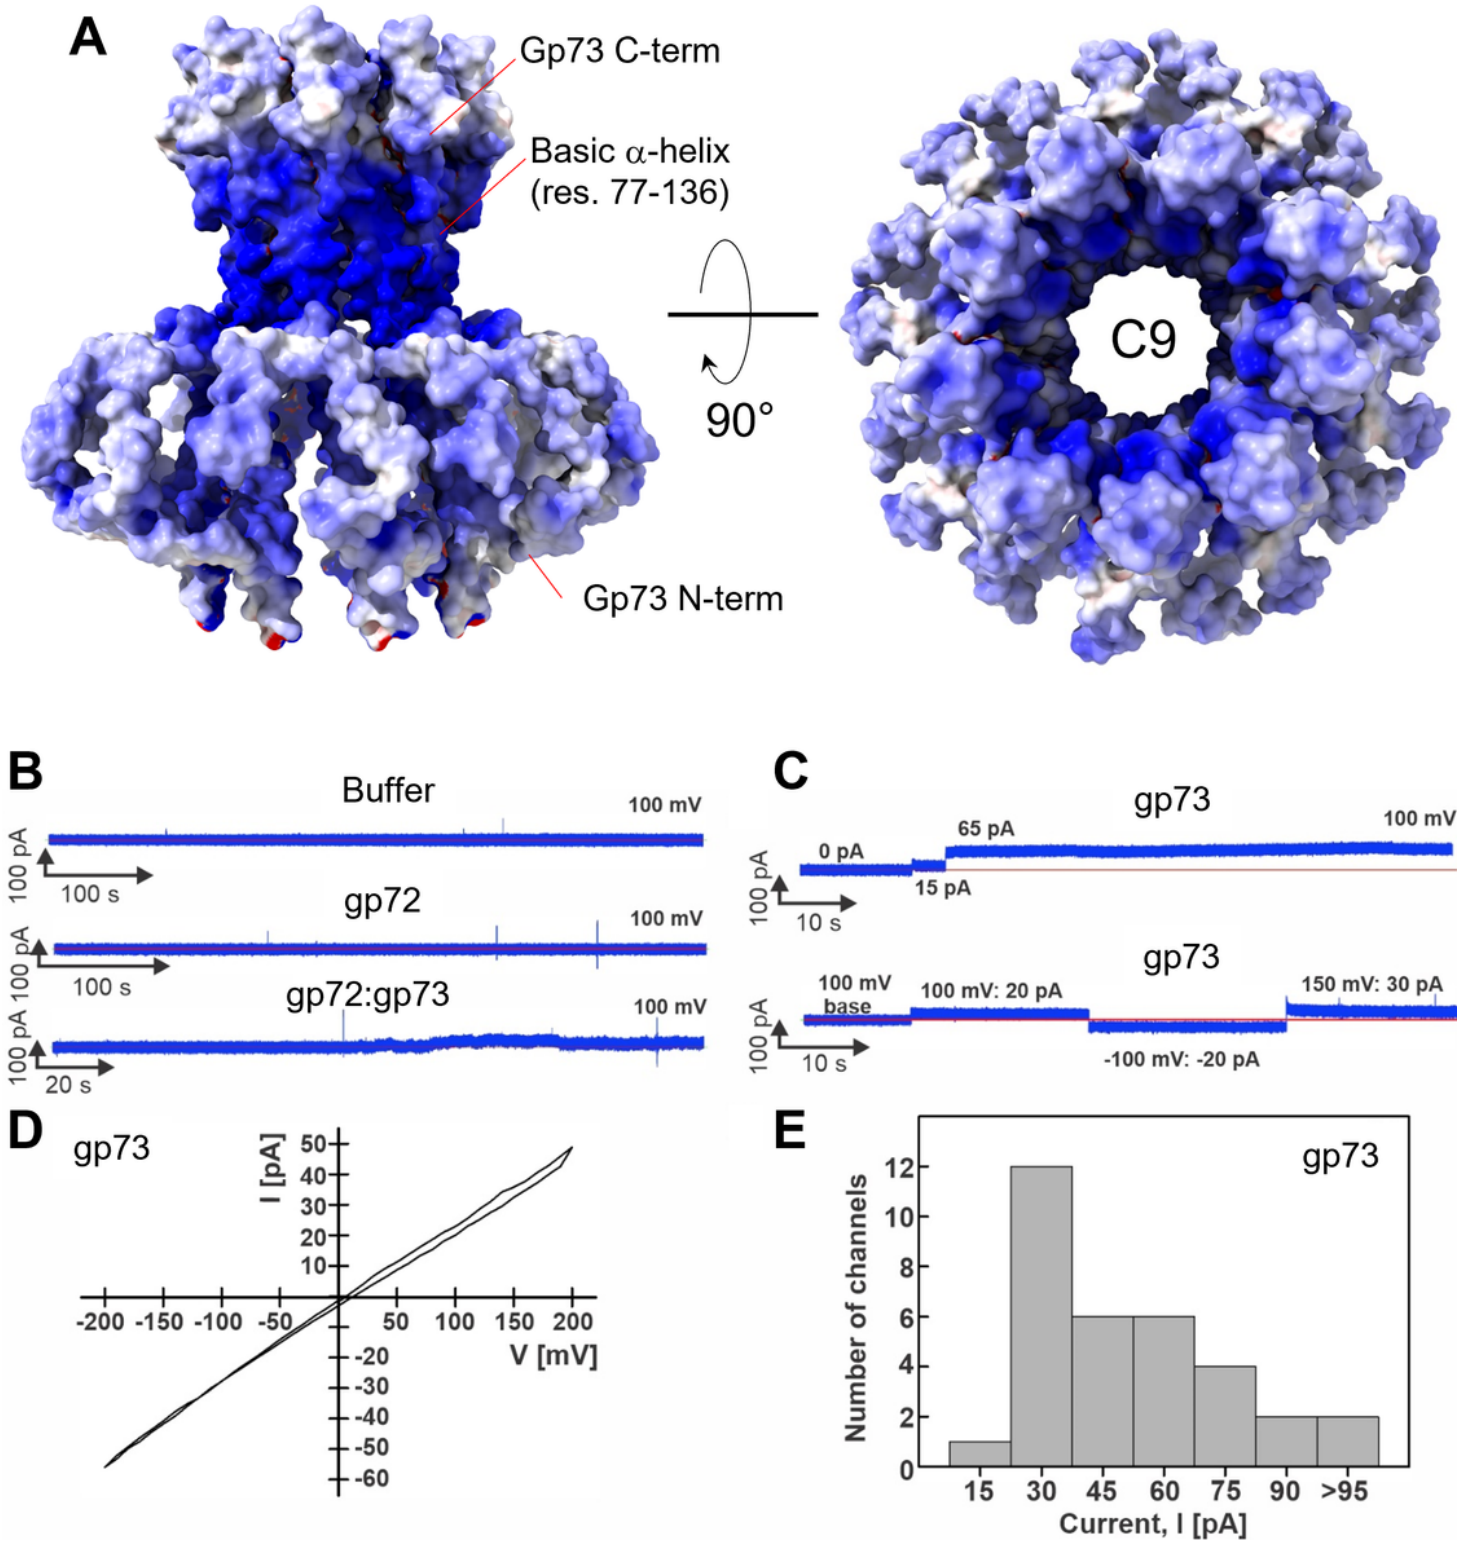 A
Gp73 C-term
Basic α-helix
(res. 77-136)
90°
C9
Gp73 N-term
B
Buffer
100 mV
100 pA
100 s
gp72
100 mV
100 pA
100 s
gp72:gp73
100 mV
100 pA
20 s
C
gp73
65 pA
100 mV
0 pA
15 pA
100 pA
10 s
gp73
100 mV
base
100 mV: 20 pA
150 mV: 30 pA
-100 mV: -20 pA
100 pA
10 s
D
gp73
I [pA]
50
40
30
20
10
-200 -150 -100 -50 50 100 150 200
V [mV]
-20
-30
-40
-50
-60
E
gp73
Number of channels
12
10
8
6
4
2
0
15 30 45 60 75 90 >95
Current, I [pA]